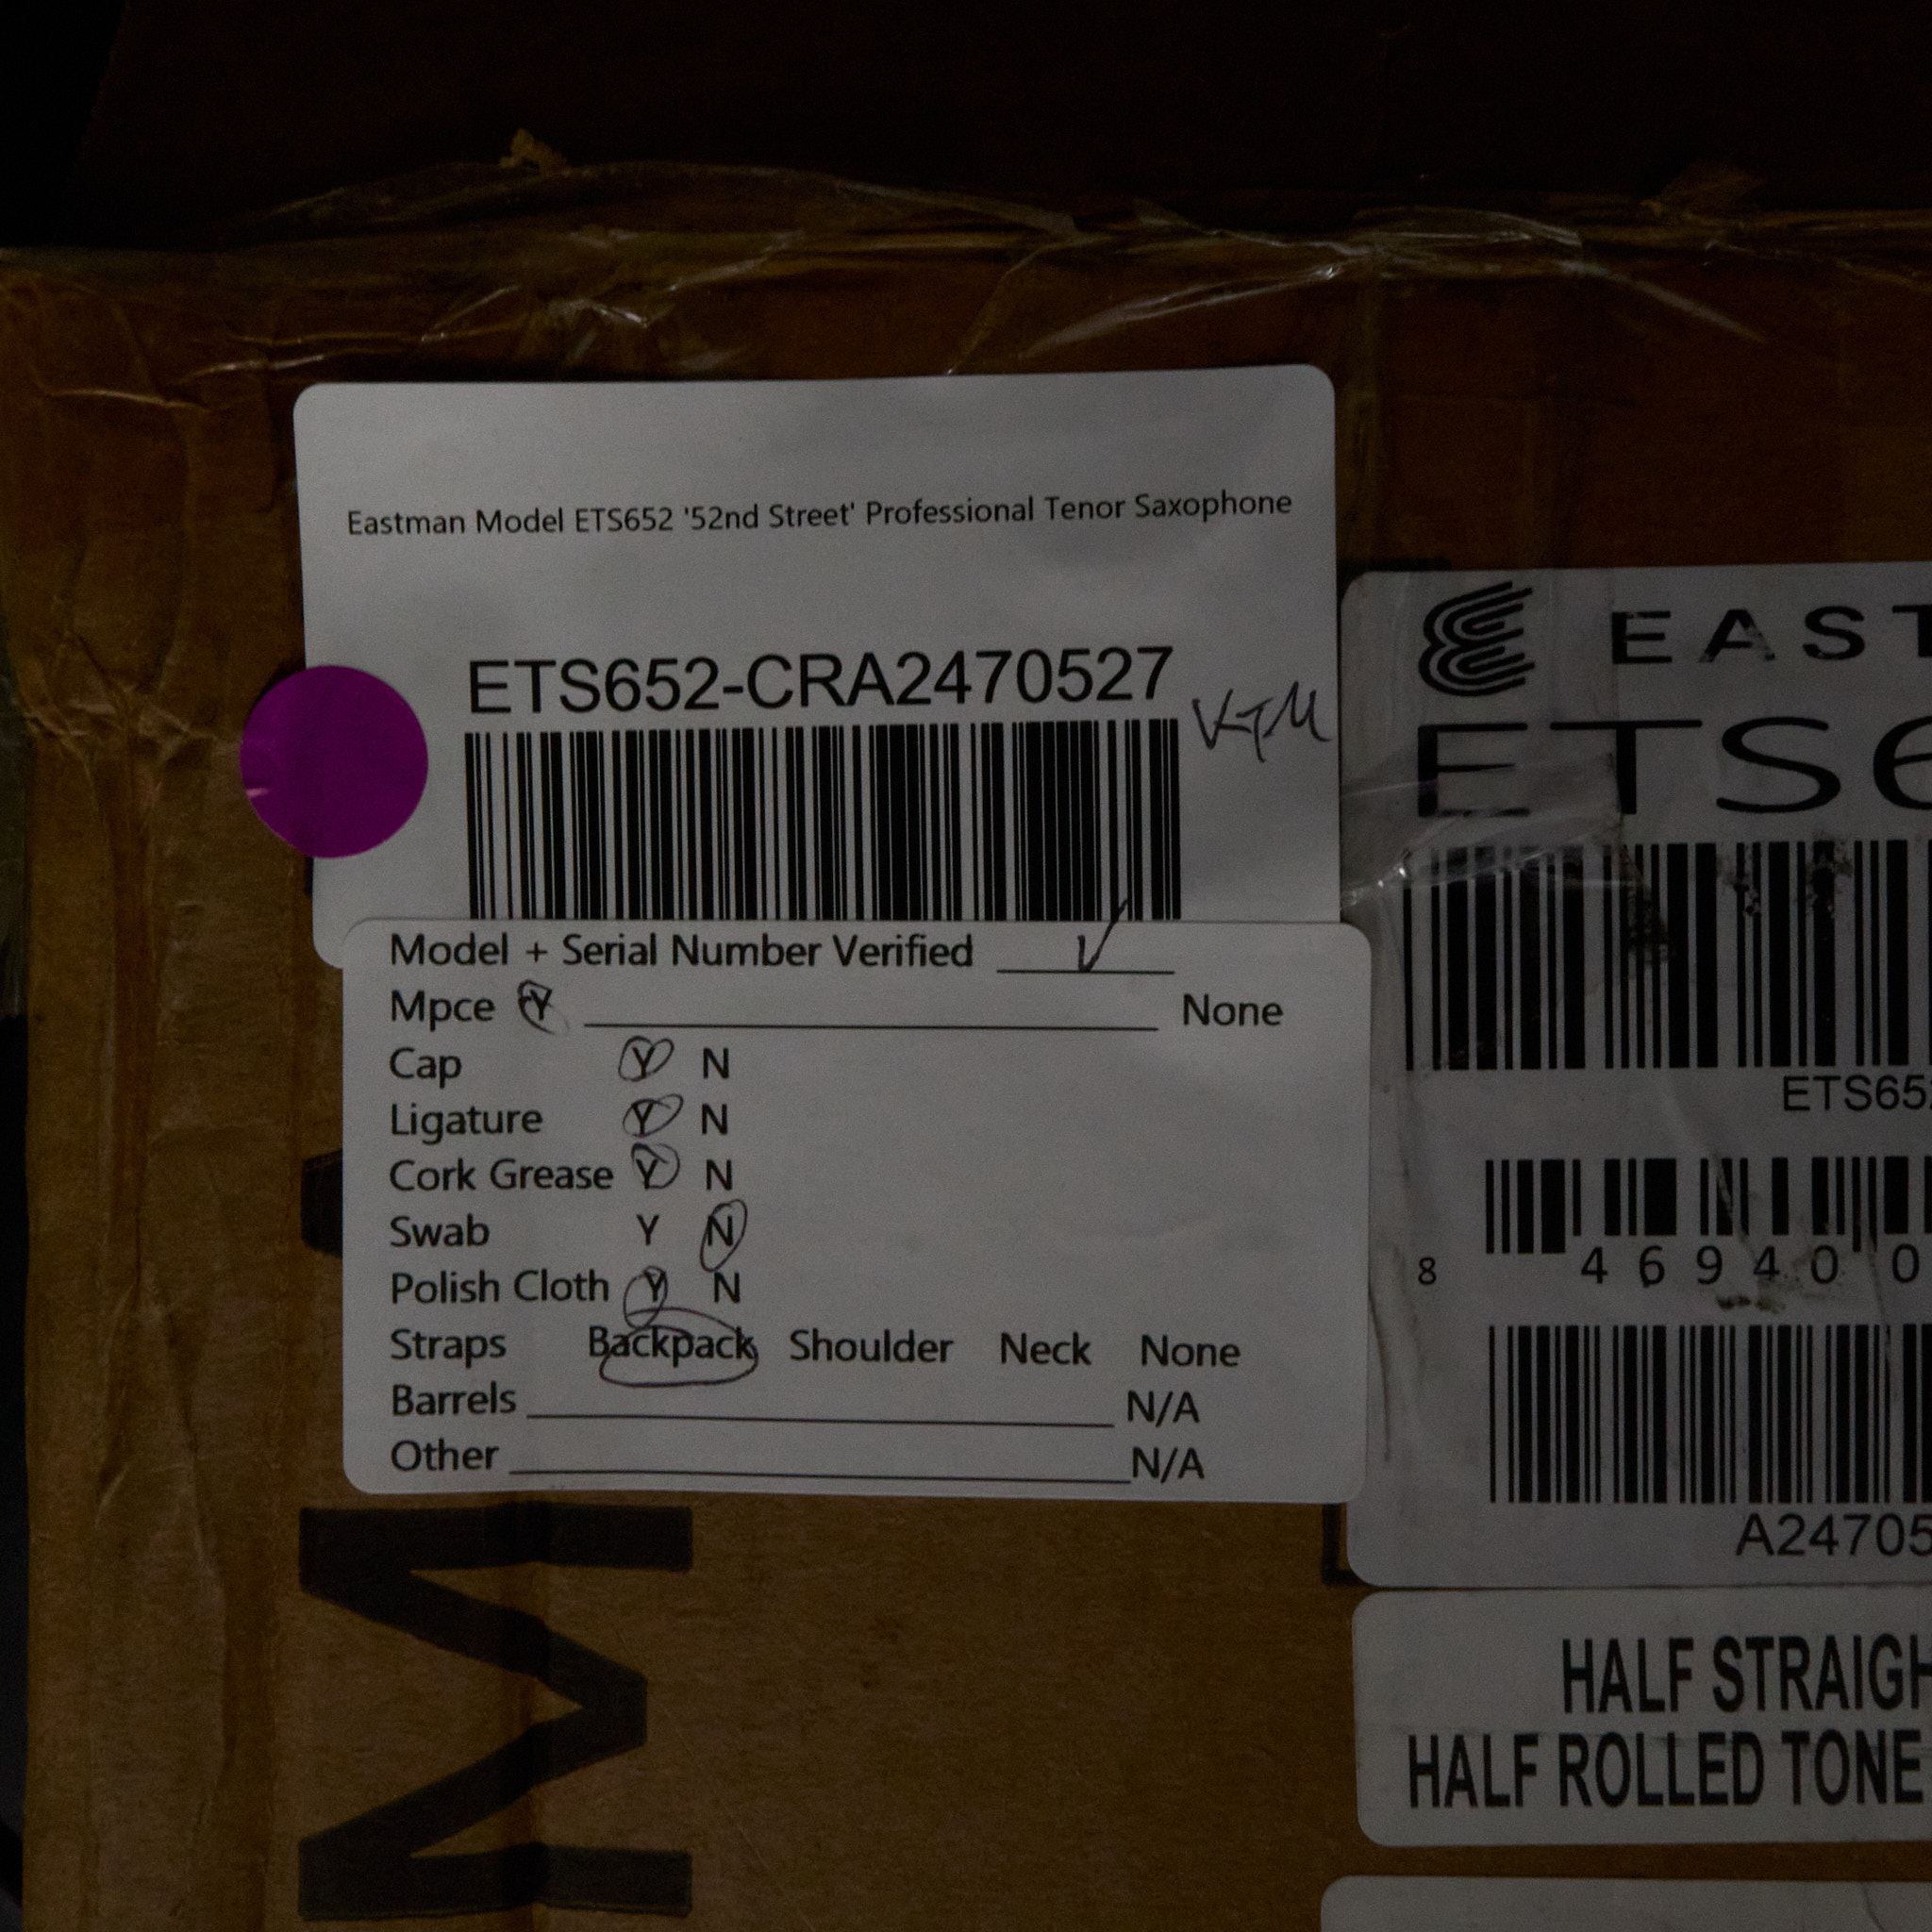 Eastman Model ETS652 '52nd Street' Professional Tenor Saxophone
ETS652-CRA2470527
Model + Serial Number Verified ✓
Mpce Y None
Cap Y N
Ligature Y N
Cork Grease Y N
Swab Y N
Polish Cloth Y N
Straps Backpack Shoulder Neck None
Barrels N/A
Other N/A
EAST
ETS6
ETS65
8 46940 0
A24705
HALF STRAIGH
HALF ROLLED TONE
M